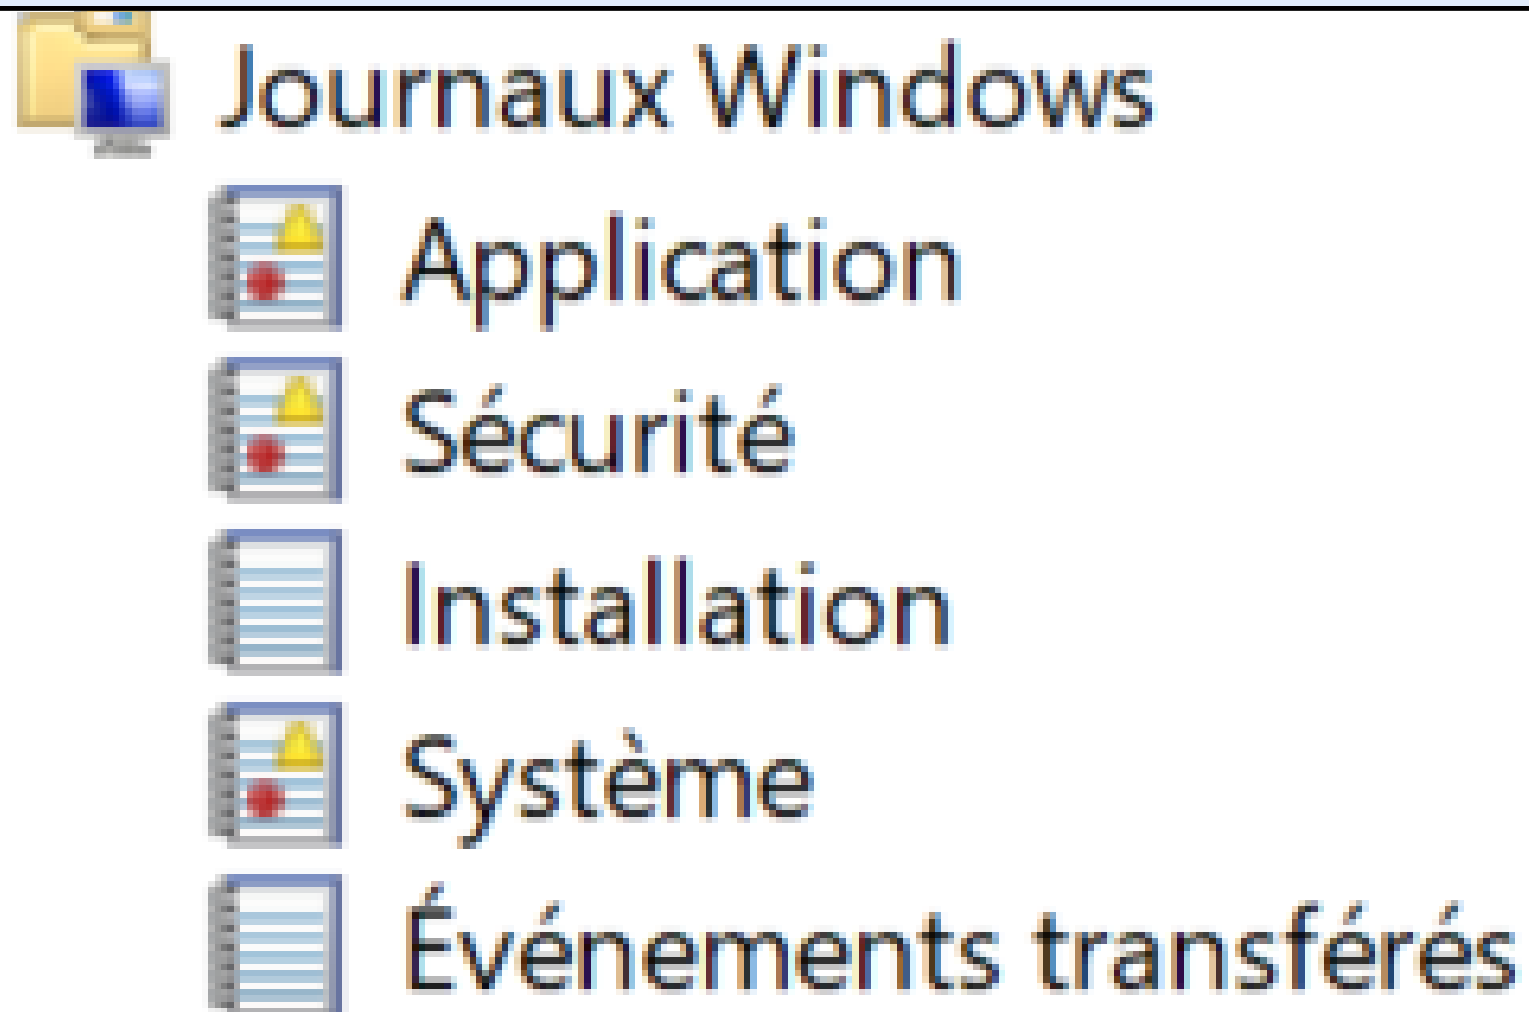 Journaux Windows
Application
Sécurité
Installation
Système
Événements transférés